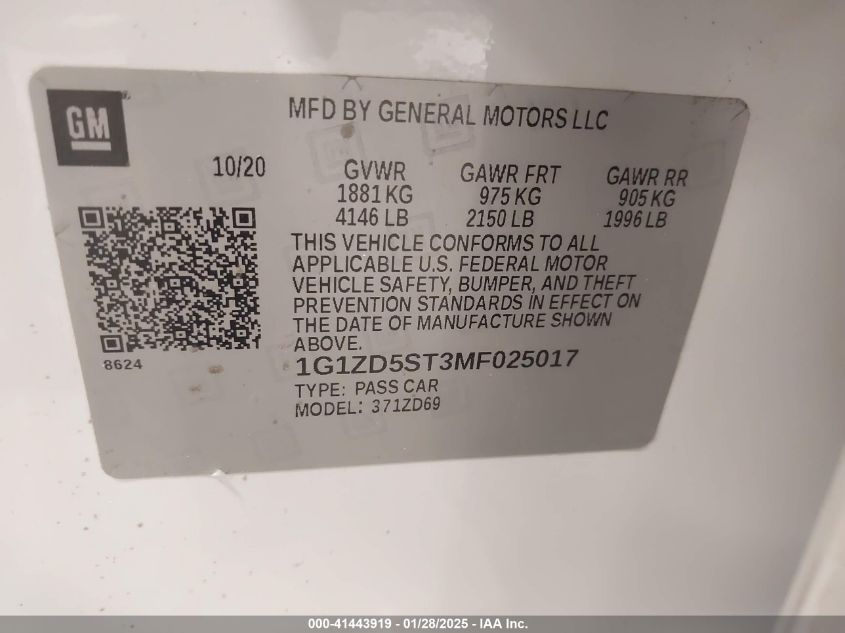 GM
MFD BY GENERAL MOTORS LLC
10/20 GVWR GAWR FRT GAWR RR
1881 KG 975 KG 905 KG
4146 LB 2150 LB 1996 LB
THIS VEHICLE CONFORMS TO ALL
APPLICABLE U.S. FEDERAL MOTOR
VEHICLE SAFETY, BUMPER, AND THEFT
PREVENTION STANDARDS IN EFFECT ON
THE DATE OF MANUFACTURE SHOWN
ABOVE.
8624
1G1ZD5ST3MF025017
TYPE: PASS CAR
MODEL: 371ZD69
000-41443919 - 01/28/2025 - IAA Inc.